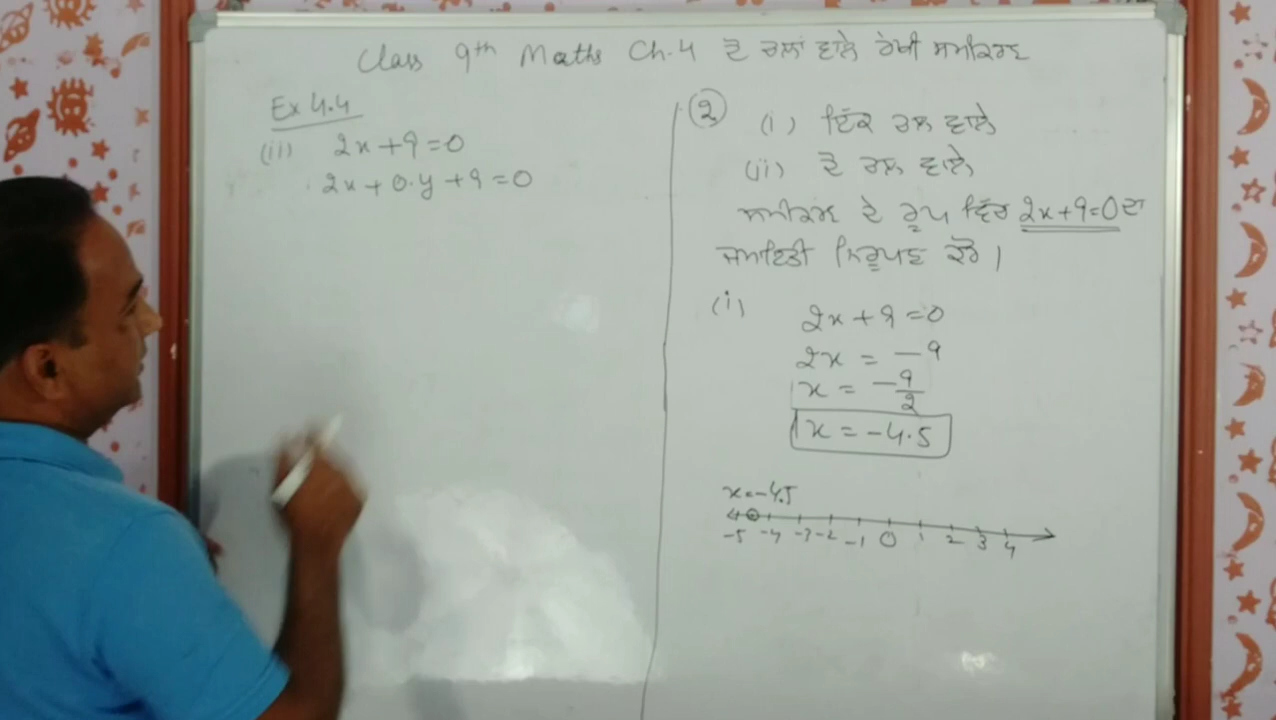 Class 9th Maths Ch.4 ਦੋ ਚਲਾਂ ਵਾਲੇ ਰੇਖੀ ਸਮੀਕਰਣ
Ex 4.4
(ii) 2x+9=0
2x+0.y+9=0
(2) (i) ਇੱਕ ਚਲ ਵਾਲੇ
(ii) ਦੋ ਚਲ ਵਾਲੇ
ਸਮੀਕਰਣ ਦੇ ਰੂਪ ਵਿੱਚ 2x+9=0 ਦਾ
ਜਮਾਇਤੀ ਨਿਰੂਪਣ ਕਰੋ।
(i) 2x+9=0
2x = -9
x = -9/2
x = -4.5
x=-4.5
-5 -4 -3 -2 -1 0 1 2 3 4